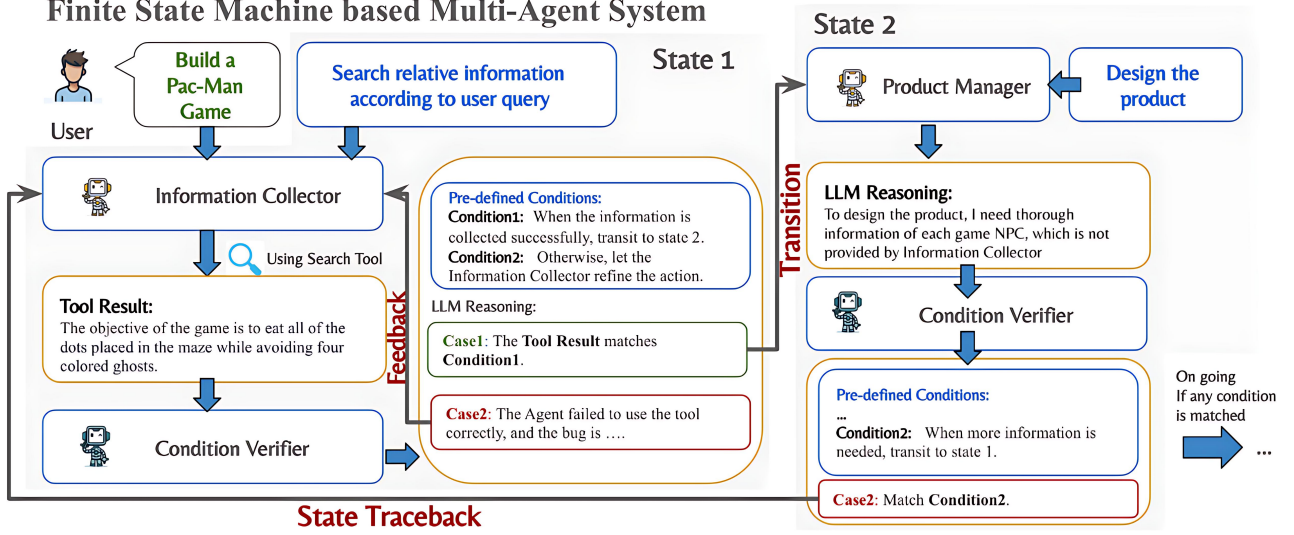 Finite State Machine based Multi-Agent System
User
Build a
Pac-Man
Game
Search relative information
according to user query
State 1
Information Collector
Using Search Tool
Tool Result:
The objective of the game is to eat all of the
dots placed in the maze while avoiding four
colored ghosts.
Condition Verifier
Feedback
Pre-defined Conditions:
Condition1: When the information is
collected successfully, transit to state 2.
Condition2: Otherwise, let the
Information Collector refine the action.
LLM Reasoning:
Case1: The Tool Result matches
Condition1.
Case2: The Agent failed to use the tool
correctly, and the bug is ....
Transition
State 2
Product Manager
Design the
product
LLM Reasoning:
To design the product, I need thorough
information of each game NPC, which is not
provided by Information Collector
Condition Verifier
Pre-defined Conditions:
...
Condition2: When more information is
needed, transit to state 1.
Case2: Match Condition2.
State Traceback
On going
If any condition
is matched
...